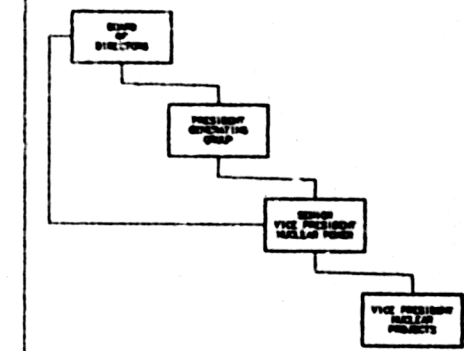 BOARD
OF
DIRECTORS
PRESIDENT
GENERATING
GROUP
SENIOR
VICE PRESIDENT
NUCLEAR POWER
VICE PRESIDENT
NUCLEAR
PROJECTS